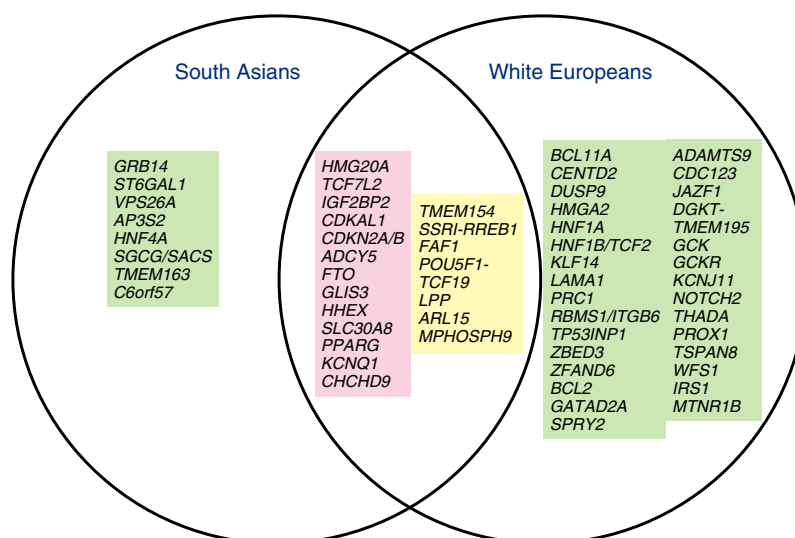 South Asians
White Europeans
GRB14
ST6GAL1
VPS26A
AP3S2
HNF4A
SGCG/SACS
TMEM163
C6orf57
HMG20A
TCF7L2
IGF2BP2
CDKAL1
CDKN2A/B
ADCY5
FTO
GLIS3
HHEX
SLC30A8
PPARG
KCNQ1
CHCHD9
TMEM154
SSRI-RREB1
FAF1
POU5F1-
TCF19
LPP
ARL15
MPHOSPH9
BCL11A
CENTD2
DUSP9
HMGA2
HNF1A
HNF1B/TCF2
KLF14
LAMA1
PRC1
RBMS1/ITGB6
TP53INP1
ZBED3
ZFAND6
BCL2
GATAD2A
SPRY2
ADAMTS9
CDC123
JAZF1
DGKT-
TMEM195
GCK
GCKR
KCNJ11
NOTCH2
THADA
PROX1
TSPAN8
WFS1
IRS1
MTNR1B